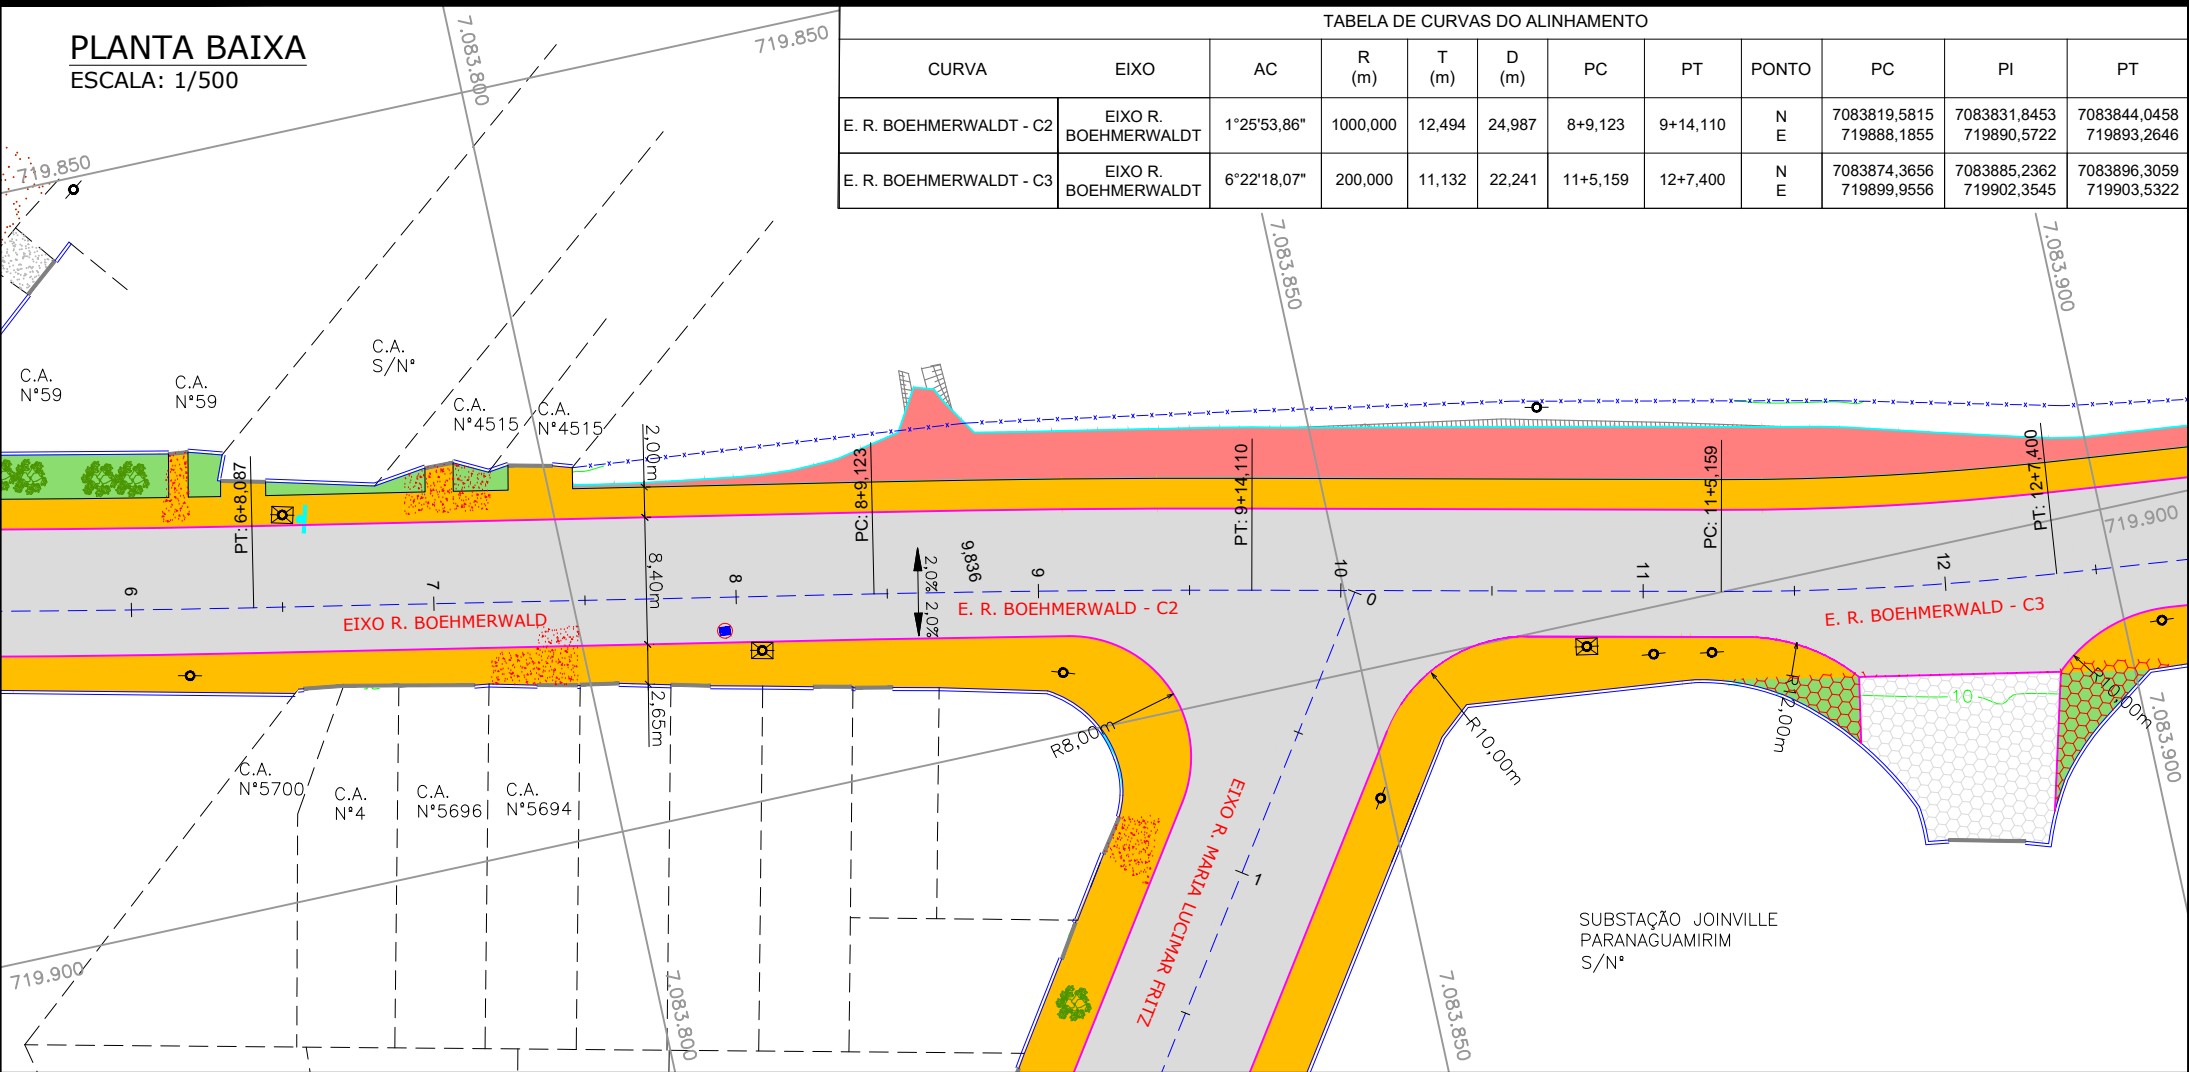 PLANTA BAIXA
ESCALA: 1/500
TABELA DE CURVAS DO ALINHAMENTO
CURVA EIXO AC R (m) T (m) D (m) PC PT PONTO PC PI PT
E. R. BOEHMERWALDT - C2 EIXO R. BOEHMERWALDT 1°25'53,86" 1000,000 12,494 24,987 8+9,123 9+14,110 N 7083819,5815 7083831,8453 7083844,0458
E 719888,1855 719890,5722 719893,2646
E. R. BOEHMERWALDT - C3 EIXO R. BOEHMERWALDT 6°22'18,07" 200,000 11,132 22,241 11+5,159 12+7,400 N 7083874,3656 7083885,2362 7083896,3059
E 719899,9556 719902,3545 719903,5322
7.083.800
719.850
719.850
7.083.850
7.083.900
C.A.
N°59
C.A.
N°59
C.A.
S/N°
C.A.
N°4515
C.A.
N°4515
2,00m
PT: 6+8,087
PC: 8+9,123
PT: 9+14,110
PC: 11+5,159
PT: 12+7,400
719.900
8,40m
2,0%
2,0%
9,836
6
7
8
9
10
11
12
0
EIXO R. BOEHMERWALD
E. R. BOEHMERWALD - C2
E. R. BOEHMERWALD - C3
2,65m
R8,00m
R10,00m
R12,00m
R10,00m
10
7.083.900
C.A.
N°5700
C.A.
N°4
C.A.
N°5696
C.A.
N°5694
EIXO R. MARIA LUCIMAR FRITZ
1
SUBSTAÇÃO JOINVILLE
PARANAGUAMIRIM
S/N°
719.900
7.083.800
7.083.850